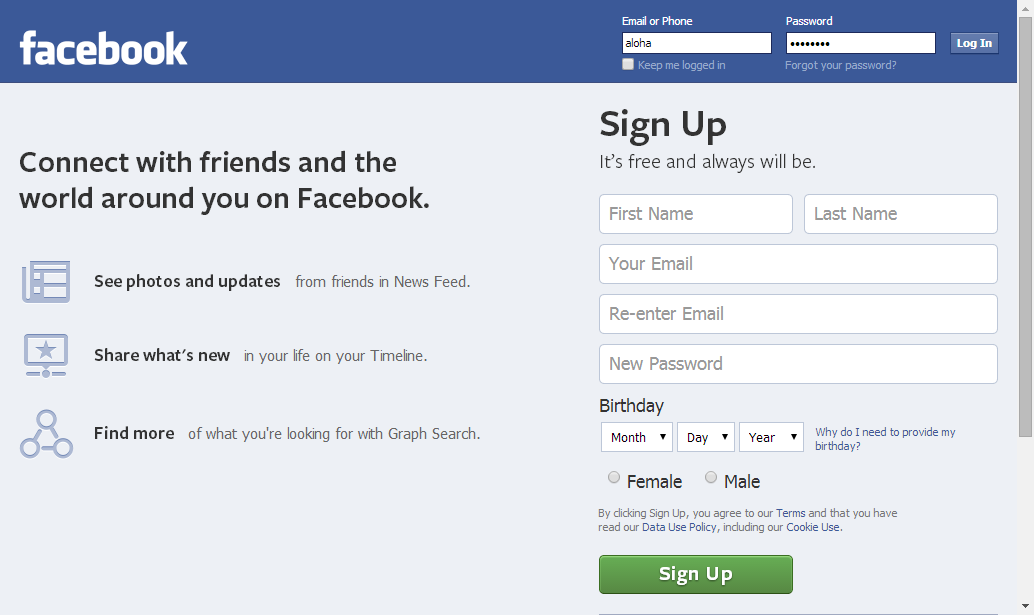 facebook
Email or Phone
Password
aloha
••••••••
Log In
Keep me logged in
Forgot your password?
Connect with friends and the
world around you on Facebook.
See photos and updates from friends in News Feed.
Share what's new in your life on your Timeline.
Find more of what you're looking for with Graph Search.
Sign Up
It's free and always will be.
First Name
Last Name
Your Email
Re-enter Email
New Password
Birthday
Month
Day
Year
Why do I need to provide my
birthday?
Female
Male
By clicking Sign Up, you agree to our Terms and that you have
read our Data Use Policy, including our Cookie Use.
Sign Up